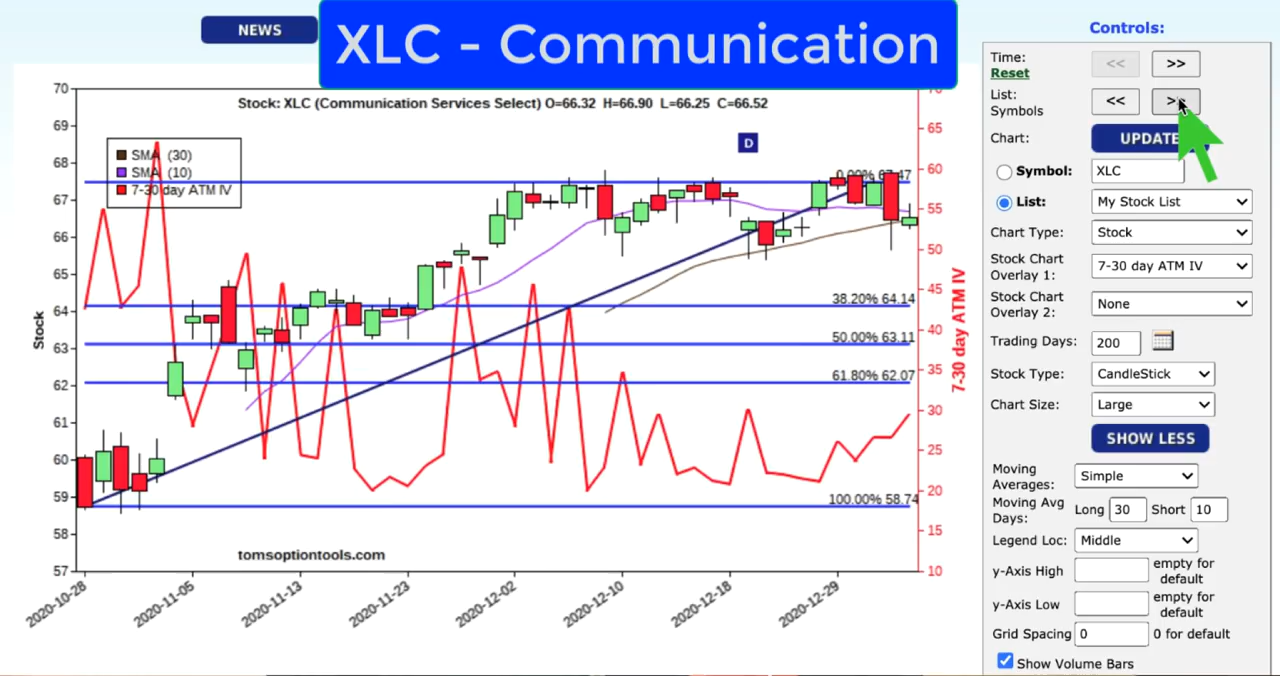 NEWS
XLC - Communication
Controls:
Stock: XLC (Communication Services Select) O=66.32 H=66.90 L=66.25 C=66.52
SMA (30)
SMA (10)
7-30 day ATM IV
D
38.20% 64.14
50.00% 63.11
61.80% 62.07
100.00% 58.74
Stock
70
69
68
67
66
65
64
63
62
61
60
59
58
57
7-30 day ATM IV
65
60
55
50
45
40
35
30
25
20
15
10
tomsoptiontools.com
2020-10-28
2020-11-05
2020-11-13
2020-11-23
2020-12-02
2020-12-10
2020-12-18
2020-12-29
Time:
Reset
<< >>
List:
Symbols
<< >>
Chart: UPDATE
Symbol: XLC
List: My Stock List
Chart Type: Stock
Stock Chart
Overlay 1: 7-30 day ATM IV
Stock Chart
Overlay 2: None
Trading Days: 200
Stock Type: CandleStick
Chart Size: Large
SHOW LESS
Moving
Averages: Simple
Moving Avg
Days: Long 30 Short 10
Legend Loc: Middle
y-Axis High empty for
default
y-Axis Low empty for
default
Grid Spacing 0 0 for default
Show Volume Bars